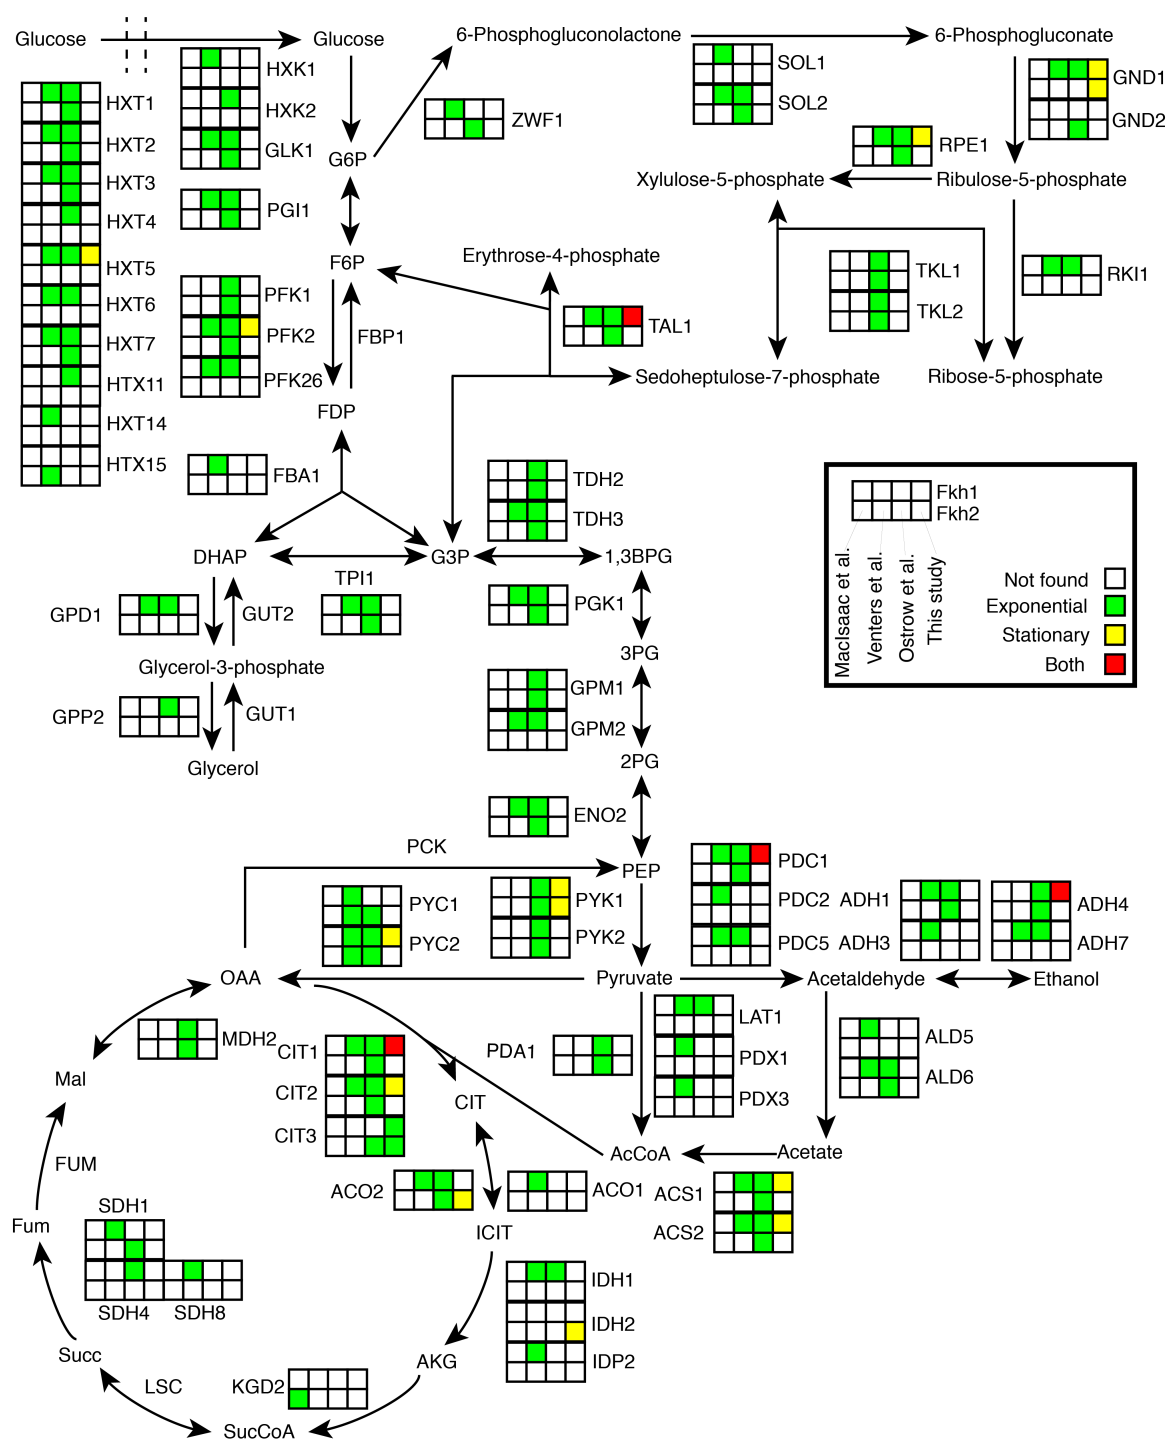 Glucose
Glucose
6-Phosphogluconolactone
6-Phosphogluconate
HXK1
HXK2
GLK1
HXT1
HXT2
HXT3
HXT4
HXT5
HXT6
HXT7
HTX11
HXT14
HTX15
SOL1
SOL2
GND1
GND2
ZWF1
RPE1
G6P
Xylulose-5-phosphate
Ribulose-5-phosphate
PGI1
F6P
Erythrose-4-phosphate
TKL1
TKL2
RKI1
PFK1
PFK2
PFK26
FBP1
TAL1
Sedoheptulose-7-phosphate
Ribose-5-phosphate
FDP
FBA1
TDH2
TDH3
Fkh1
Fkh2
MacIsaac et al.
Venters et al.
Ostrow et al.
This study
Not found
Exponential
Stationary
Both
DHAP
G3P
1,3BPG
TPI1
GPD1
GUT2
PGK1
Glycerol-3-phosphate
3PG
GPP2
GUT1
GPM1
GPM2
Glycerol
2PG
ENO2
PCK
PEP
PYC1
PYC2
PYK1
PYK2
PDC1
PDC2
PDC5
ADH1
ADH3
ADH4
ADH7
OAA
Pyruvate
Acetaldehyde
Ethanol
MDH2
CIT1
CIT2
CIT3
PDA1
LAT1
PDX1
PDX3
ALD5
ALD6
Mal
CIT
AcCoA
Acetate
FUM
ACO2
ACO1
ACS1
ACS2
SDH1
Fum
ICIT
SDH4
SDH8
IDH1
IDH2
IDP2
Succ
AKG
LSC
KGD2
SucCoA